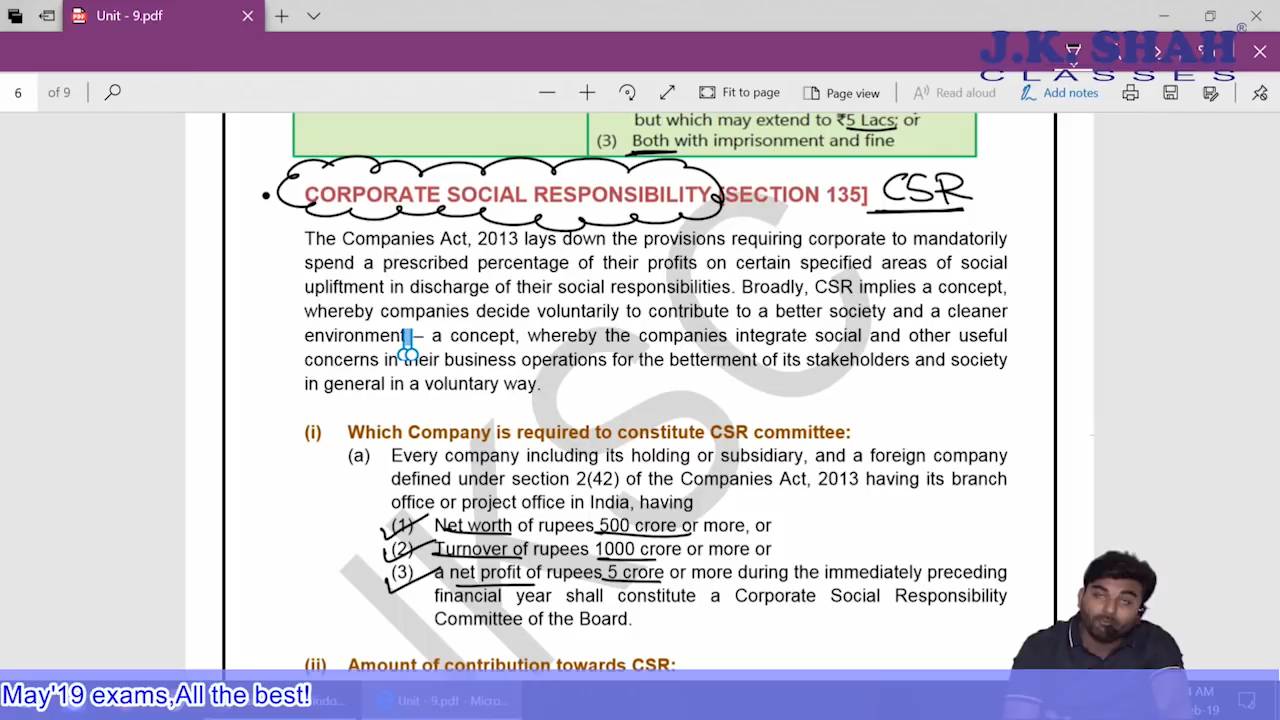 Unit - 9.pdf
J.K. SHAH®
CLASSES
6 of 9
Fit to page
Page view
Read aloud
Add notes
but which may extend to ₹5 Lacs; or
(3) Both with imprisonment and fine
• CORPORATE SOCIAL RESPONSIBILITY [SECTION 135] CSR
The Companies Act, 2013 lays down the provisions requiring corporate to mandatorily
spend a prescribed percentage of their profits on certain specified areas of social
upliftment in discharge of their social responsibilities. Broadly, CSR implies a concept,
whereby companies decide voluntarily to contribute to a better society and a cleaner
environment – a concept, whereby the companies integrate social and other useful
concerns in their business operations for the betterment of its stakeholders and society
in general in a voluntary way.
(i) Which Company is required to constitute CSR committee:
(a) Every company including its holding or subsidiary, and a foreign company
defined under section 2(42) of the Companies Act, 2013 having its branch
office or project office in India, having
(1) Net worth of rupees 500 crore or more, or
(2) Turnover of rupees 1000 crore or more or
(3) a net profit of rupees 5 crore or more during the immediately preceding
financial year shall constitute a Corporate Social Responsibility
Committee of the Board.
(ii) Amount of contribution towards CSR:
JKSC
May'19 exams,All the best!
Unit - 9.pdf - Micro...